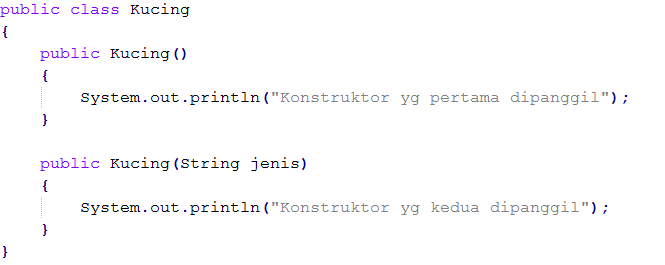 public class Kucing
{
    public Kucing()
    {
        System.out.println("Konstruktor yg pertama dipanggil");
    }

    public Kucing(String jenis)
    {
        System.out.println("Konstruktor yg kedua dipanggil");
    }
}